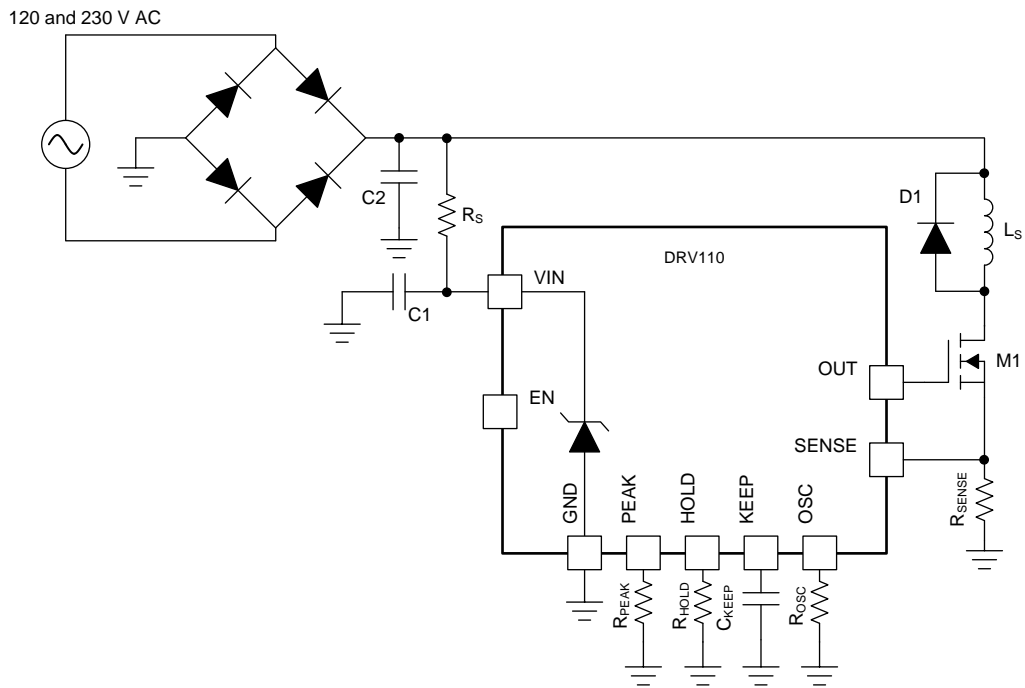 120 and 230 V AC
C2
RS
D1
LS
DRV110
VIN
C1
M1
OUT
EN
SENSE
GND
PEAK
HOLD
KEEP
OSC
RSENSE
RPEAK
RHOLD
CKEEP
ROSC